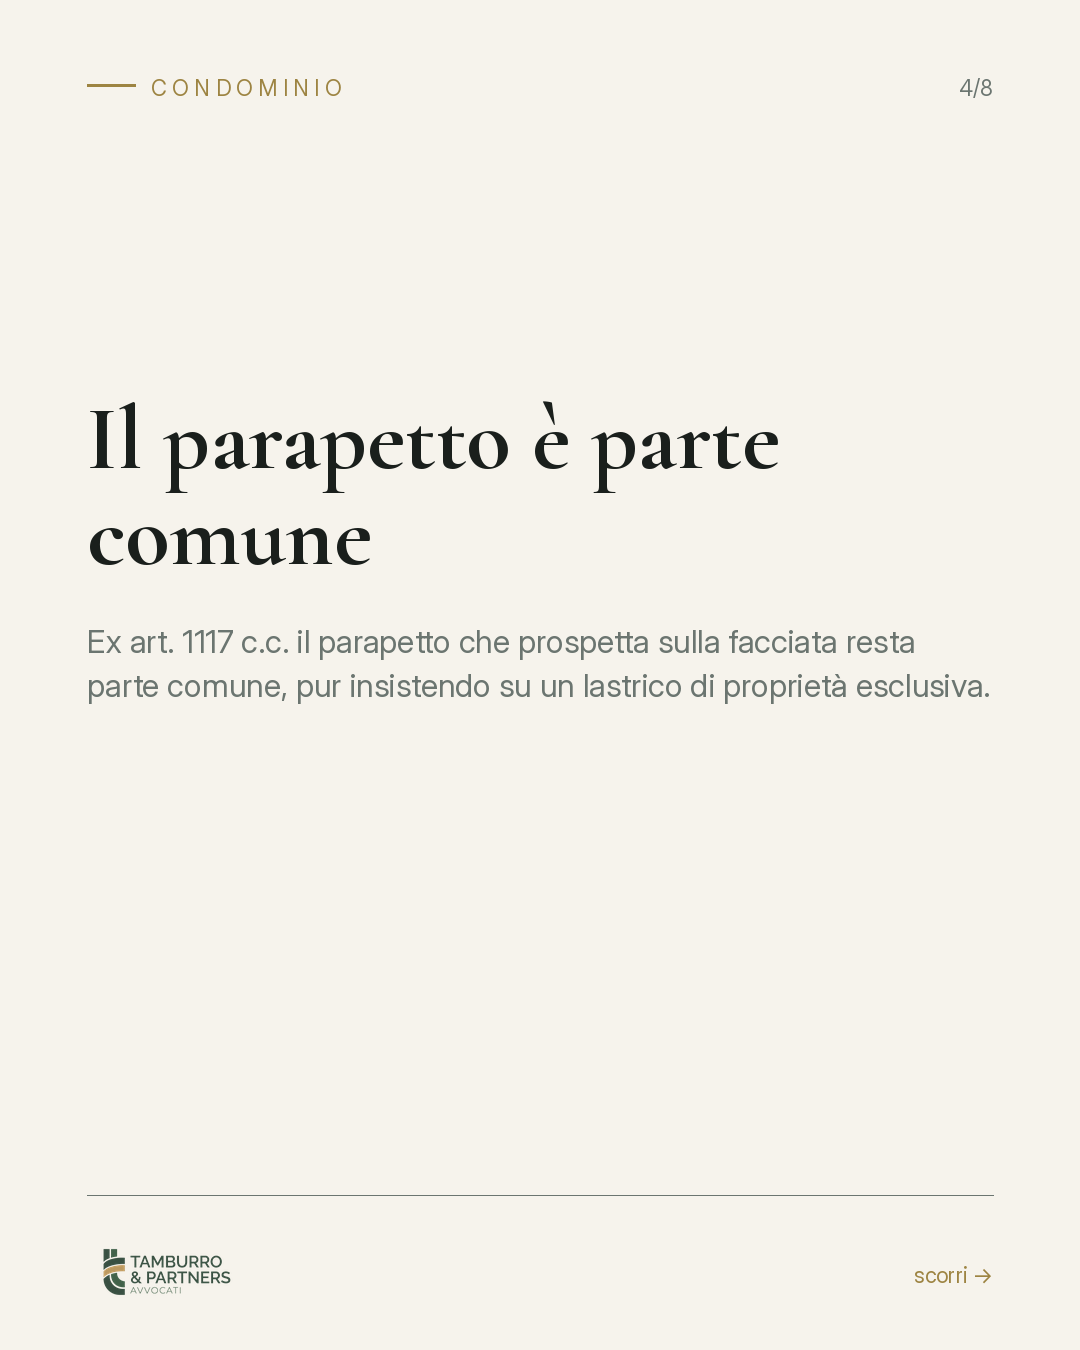 CONDOMINIO
4/8
Il parapetto è parte
comune
Ex art. 1117 c.c. il parapetto che prospetta sulla facciata resta
parte comune, pur insistendo su un lastrico di proprietà esclusiva.
TAMBURRO
& PARTNERS
AVVOCATI
scorri →